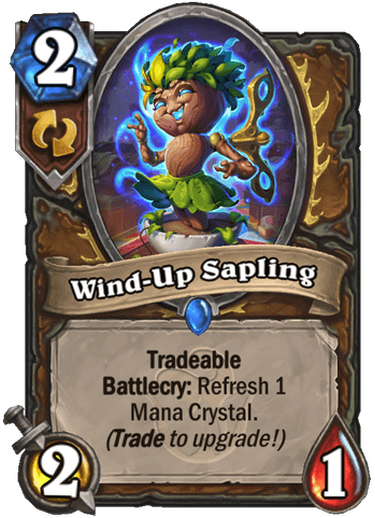 2
Wind-Up Sapling
Tradeable
Battlecry: Refresh 1
Mana Crystal.
(Trade to upgrade!)
2
1